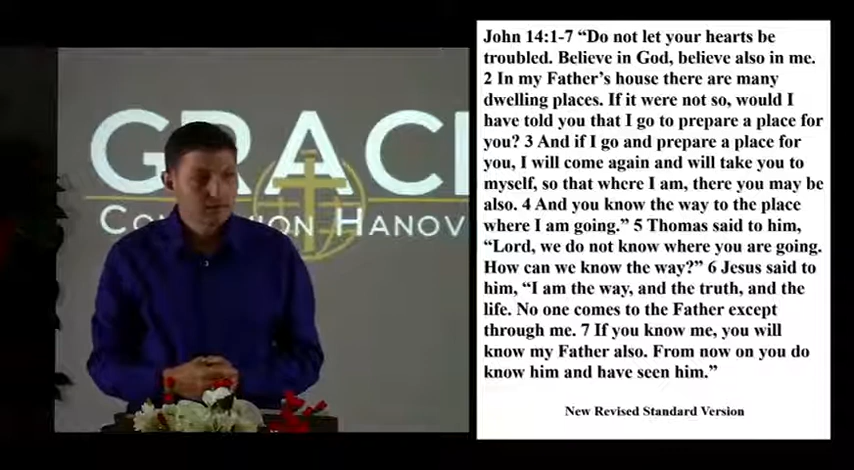 GRAC
HANOV
John 14:1-7 “Do not let your hearts be
troubled. Believe in God, believe also in me.
2 In my Father’s house there are many
dwelling places. If it were not so, would I
have told you that I go to prepare a place for
you? 3 And if I go and prepare a place for
you, I will come again and will take you to
myself, so that where I am, there you may be
also. 4 And you know the way to the place
where I am going.” 5 Thomas said to him,
“Lord, we do not know where you are going.
How can we know the way?” 6 Jesus said to
him, “I am the way, and the truth, and the
life. No one comes to the Father except
through me. 7 If you know me, you will
know my Father also. From now on you do
know him and have seen him.”
New Revised Standard Version